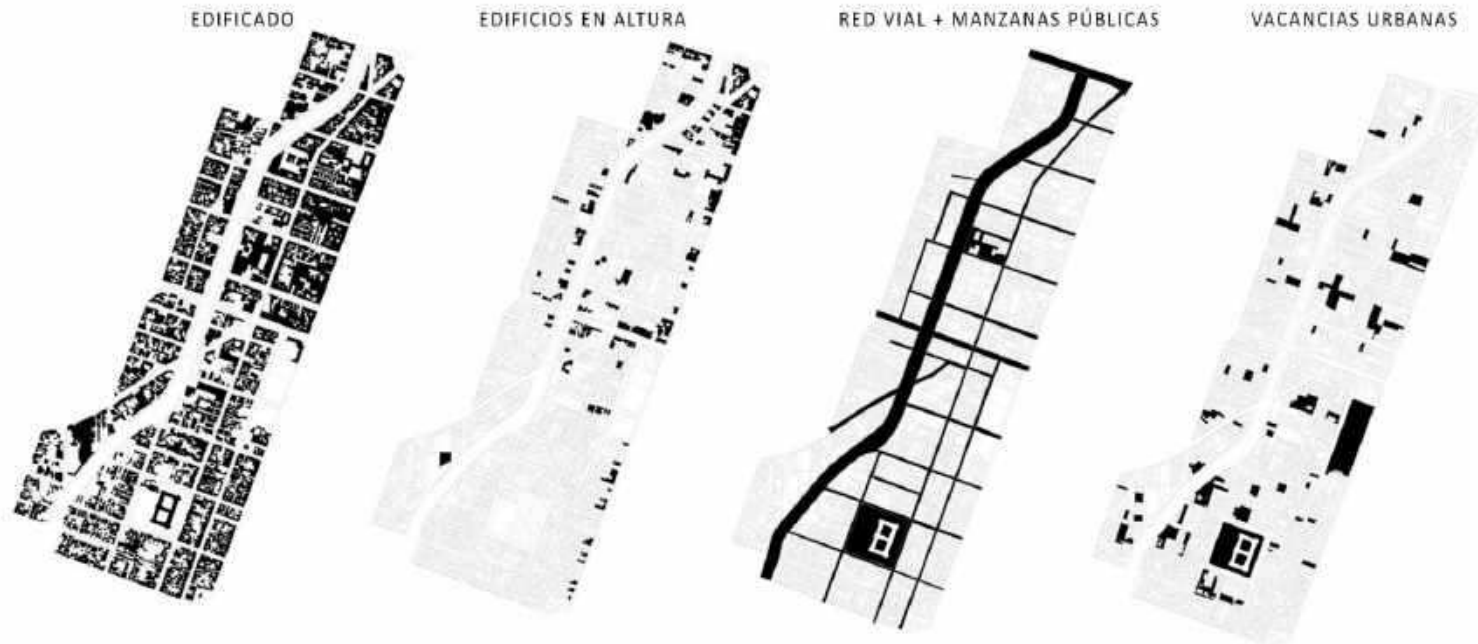 EDIFICADO
EDIFICIOS EN ALTURA
RED VIAL + MANZANAS PÚBLICAS
VACANCIAS URBANAS